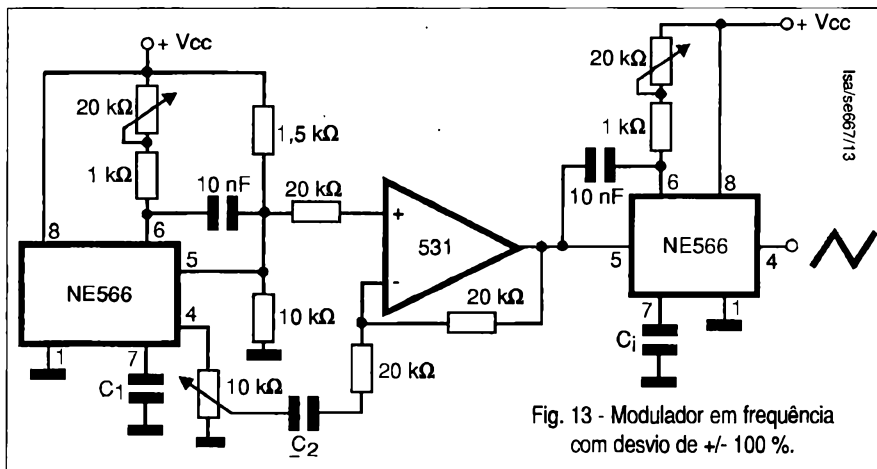 + Vcc
20 kΩ
1 kΩ
1,5 kΩ
10 nF
20 kΩ
8
6
5
NE566
4
1
7
C1
10 kΩ
10 kΩ
C2
+
531
-
20 kΩ
20 kΩ
+ Vcc
20 kΩ
1 kΩ
10 nF
6
8
5
NE566
4
7
1
Ci
lsa/se667/13
Fig. 13 - Modulador em frequência
com desvio de +/- 100 %.